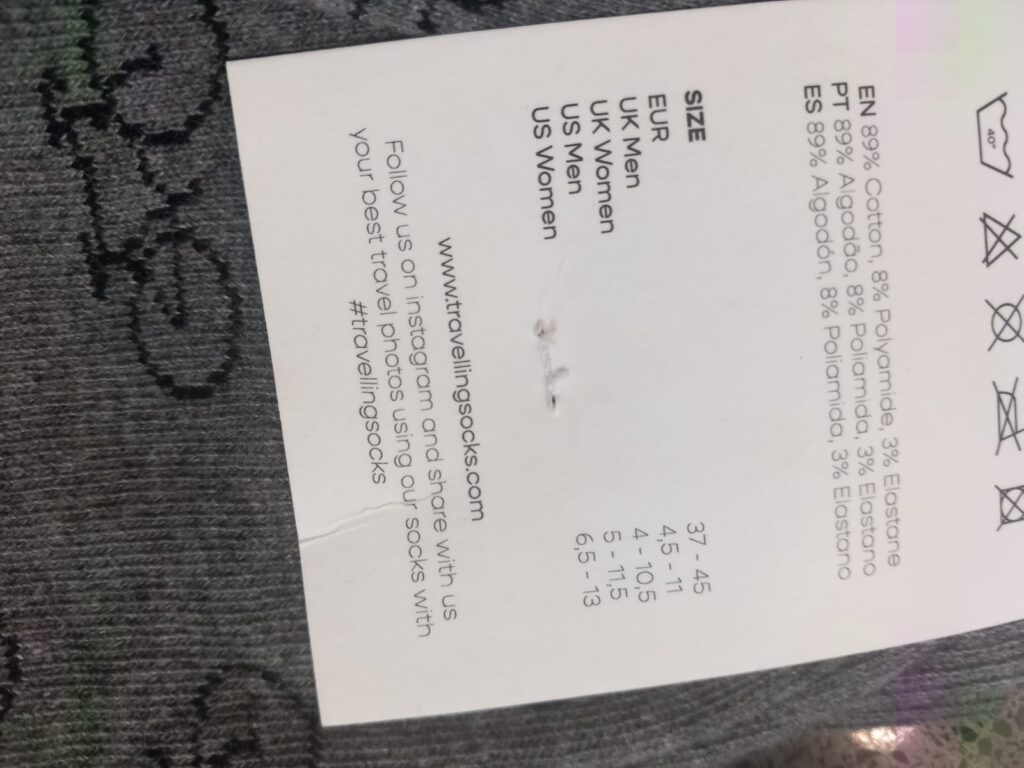 40°
EN 89% Cotton, 8% Polyamide, 3% Elastane
PT 89% Algodão, 8% Poliamida, 3% Elastano
ES 89% Algodón, 8% Poliamida, 3% Elastano
SIZE
EUR 37 - 45
UK Men 4,5 - 11
UK Women 4 - 10,5
US Men 5 - 11,5
US Women 6,5 - 13
www.travellingsocks.com
Follow us on instagram and share with us
your best travel photos using our socks with
#travellingsocks